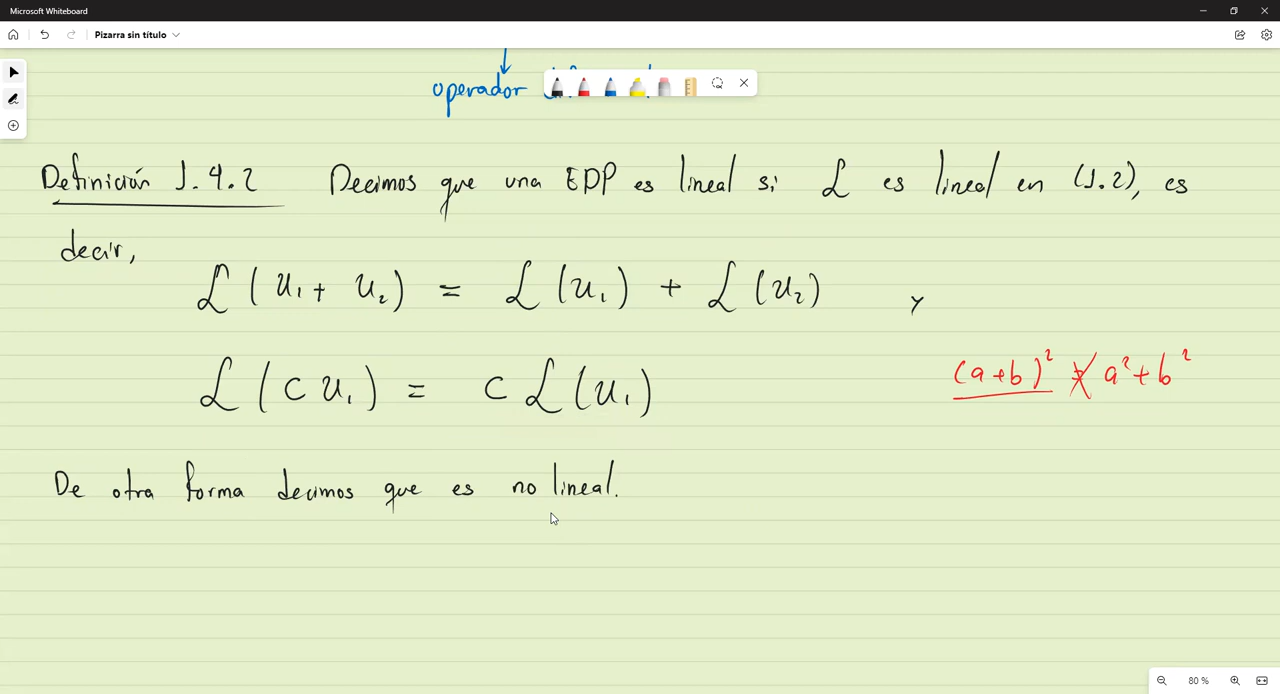 Microsoft Whiteboard
Pizarra sin título
operador
Definición 1.4.2 Decimos que una EDP es lineal si ℒ es lineal en (1.2), es
decir,
ℒ(u₁ + u₂) = ℒ(u₁) + ℒ(u₂) y
(a+b)² ≠ a² + b²
ℒ(c u₁) = c ℒ(u₁)
De otra forma decimos que es no lineal.
80 %